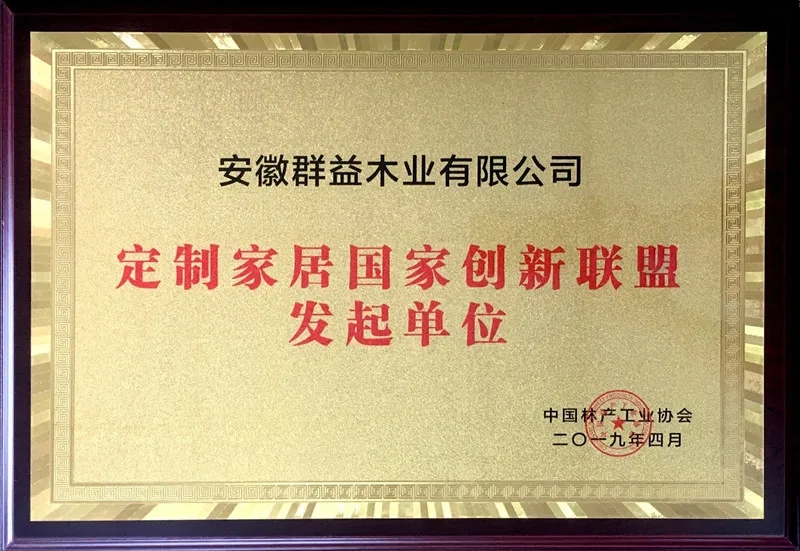 安徽群益木业有限公司
定制家居国家创新联盟
发起单位
中国林产工业协会
二〇一九年四月